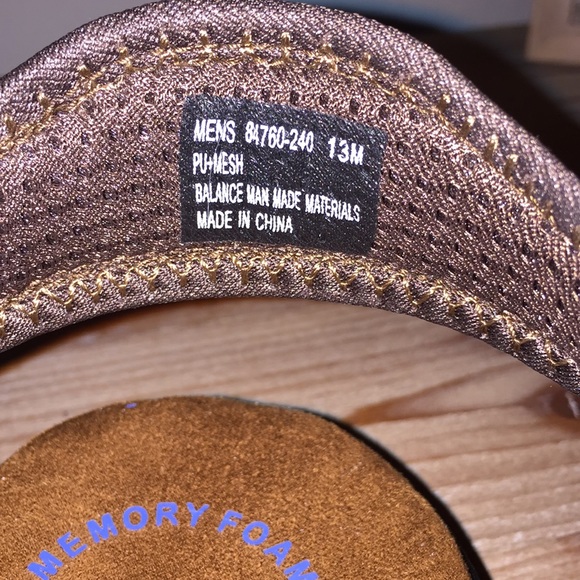 MENS 84760-240 13M
PU+MESH
BALANCE MAN MADE MATERIALS
MADE IN CHINA
MEMORY FOAM